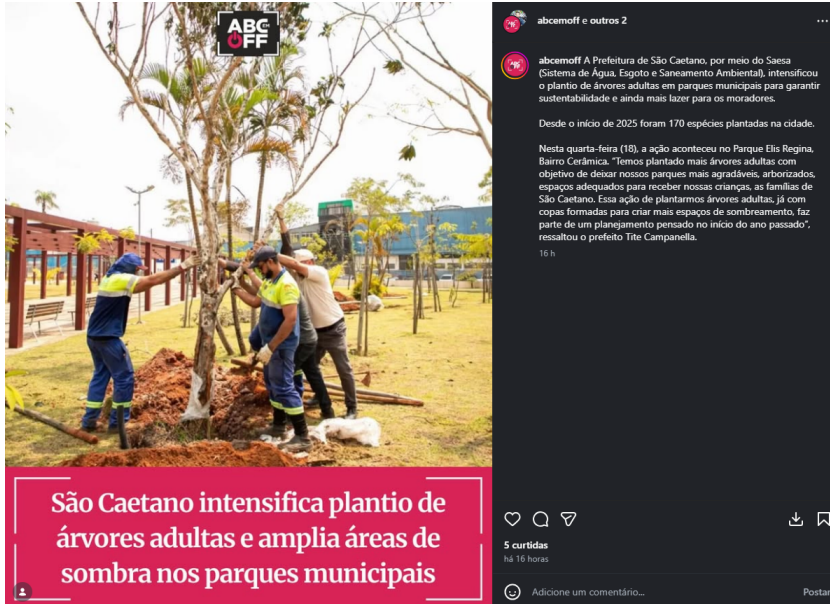 ABC EM
OFF
São Caetano intensifica plantio de
árvores adultas e amplia áreas de
sombra nos parques municipais
abcemoff e outros 2
abcemoff A Prefeitura de São Caetano, por meio do Saesa
(Sistema de Água, Esgoto e Saneamento Ambiental), intensificou
o plantio de árvores adultas em parques municipais para garantir
sustentabilidade e ainda mais lazer para os moradores.
Desde o início de 2025 foram 170 espécies plantadas na cidade.
Nesta quarta-feira (18), a ação aconteceu no Parque Elis Regina,
Bairro Cerâmica. “Temos plantado mais árvores adultas com
objetivo de deixar nossos parques mais agradáveis, arborizados,
espaços adequados para receber nossas crianças, as famílias de
São Caetano. Essa ação de plantarmos árvores adultas, já com
copas formadas para criar mais espaços de sombreamento, faz
parte de um planejamento pensado no início do ano passado”,
ressaltou o prefeito Tite Campanella.
16 h
5 curtidas
há 16 horas
Adicione um comentário...
Postar